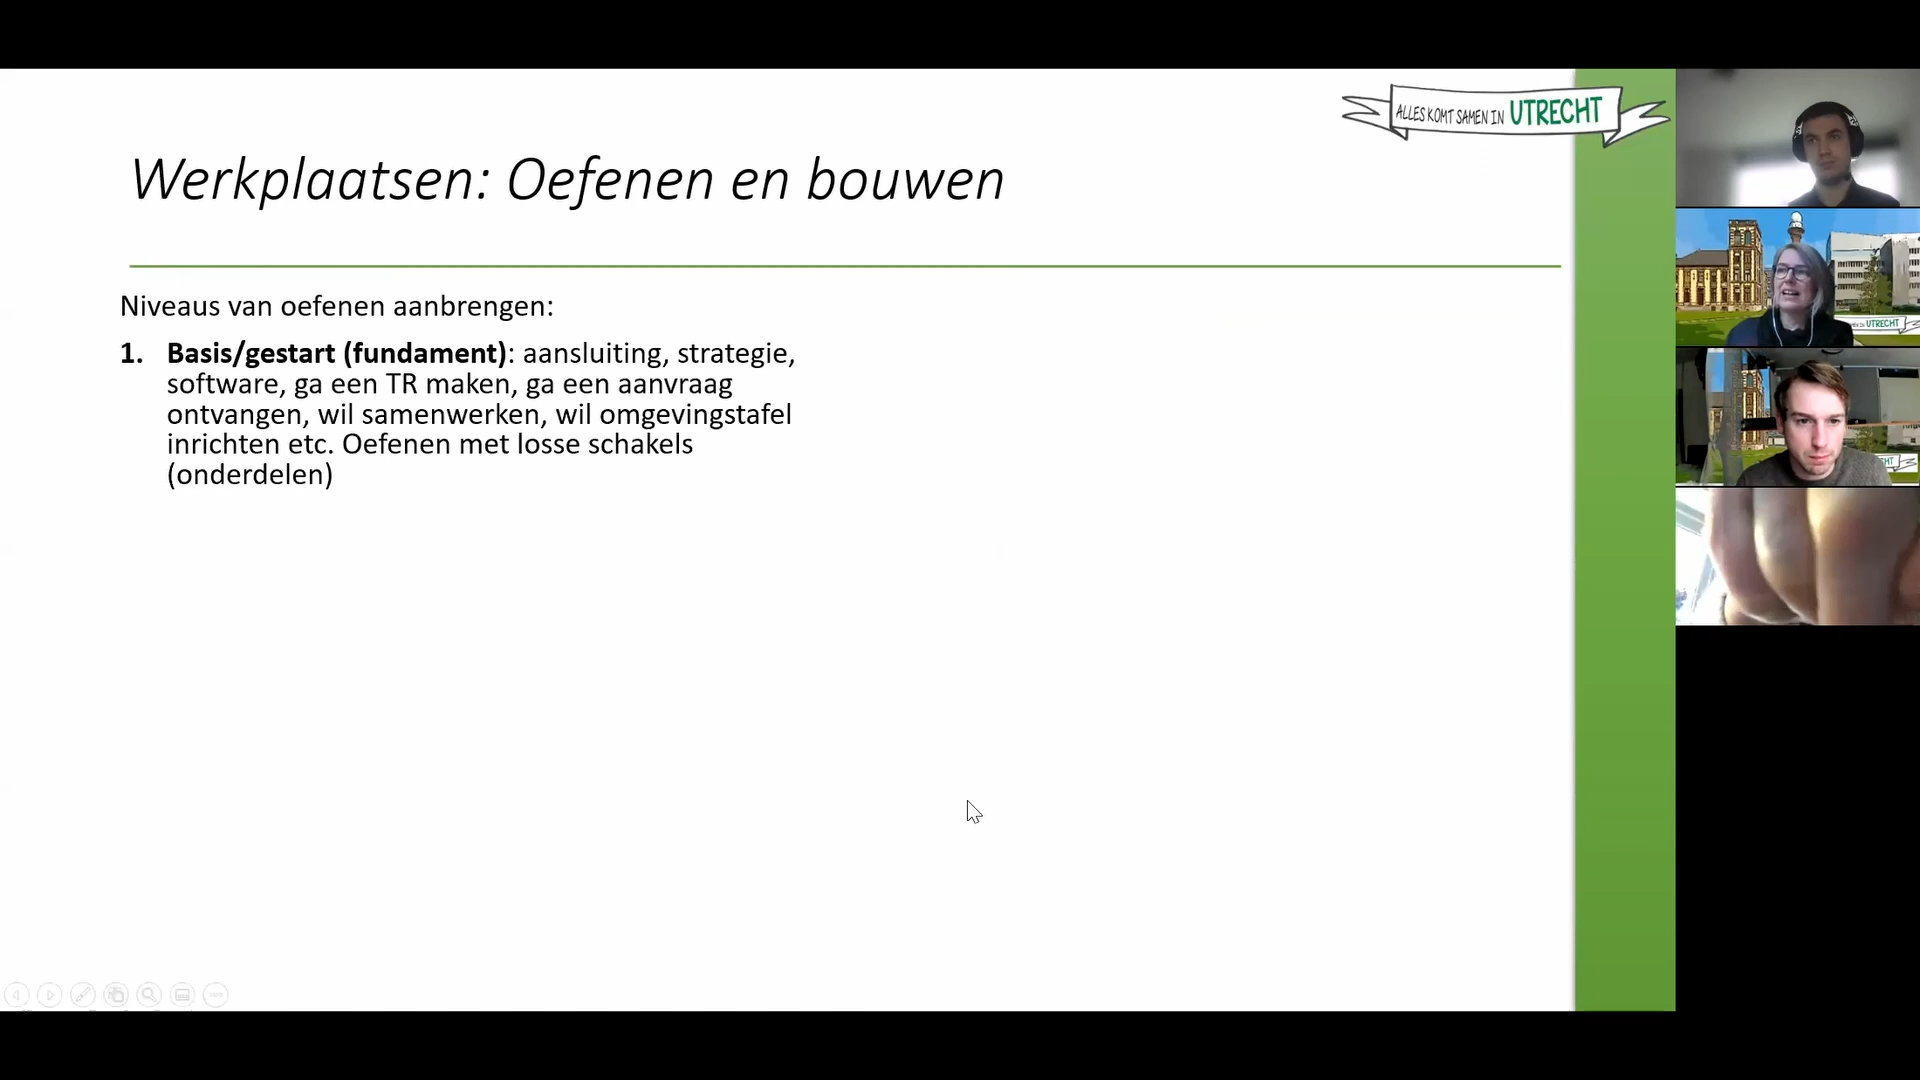 ALLES KOMT SAMEN IN UTRECHT
Werkplaatsen: Oefenen en bouwen
Niveaus van oefenen aanbrengen:
1. Basis/gestart (fundament): aansluiting, strategie,
software, ga een TR maken, ga een aanvraag
ontvangen, wil samenwerken, wil omgevingstafel
inrichten etc. Oefenen met losse schakels
(onderdelen)
UTRECHT